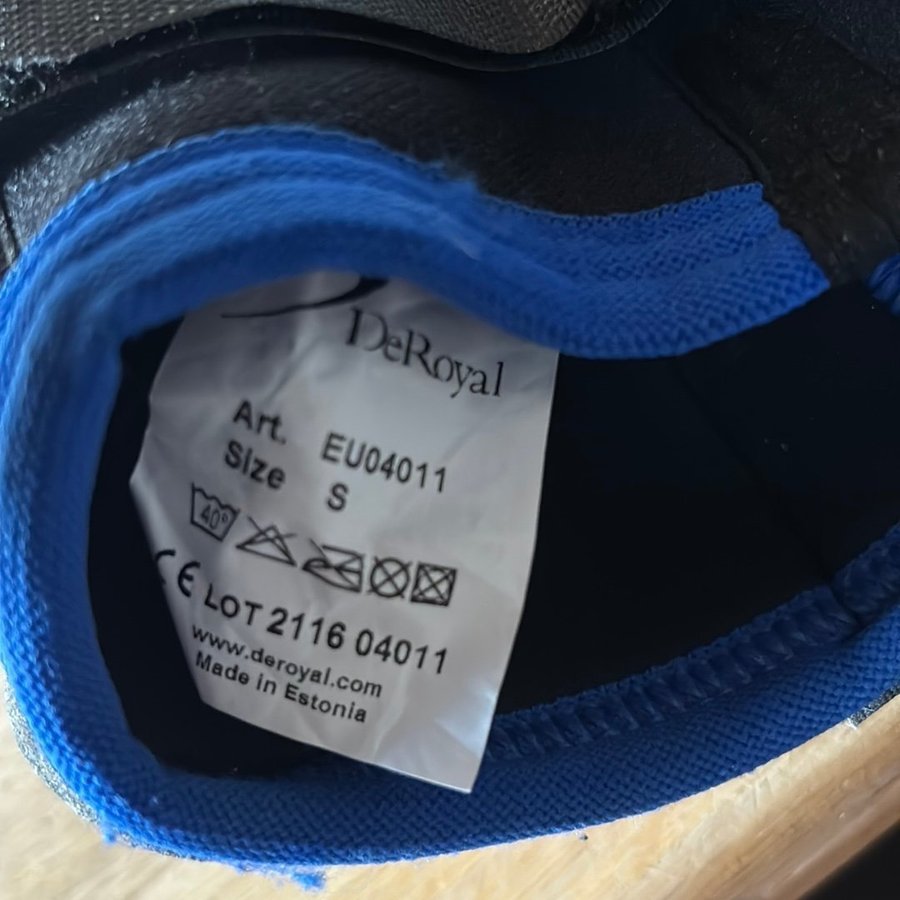 DeRoyal
Art. EU04011
Size S
40°
CE LOT 2116 04011
www.deroyal.com
Made in Estonia